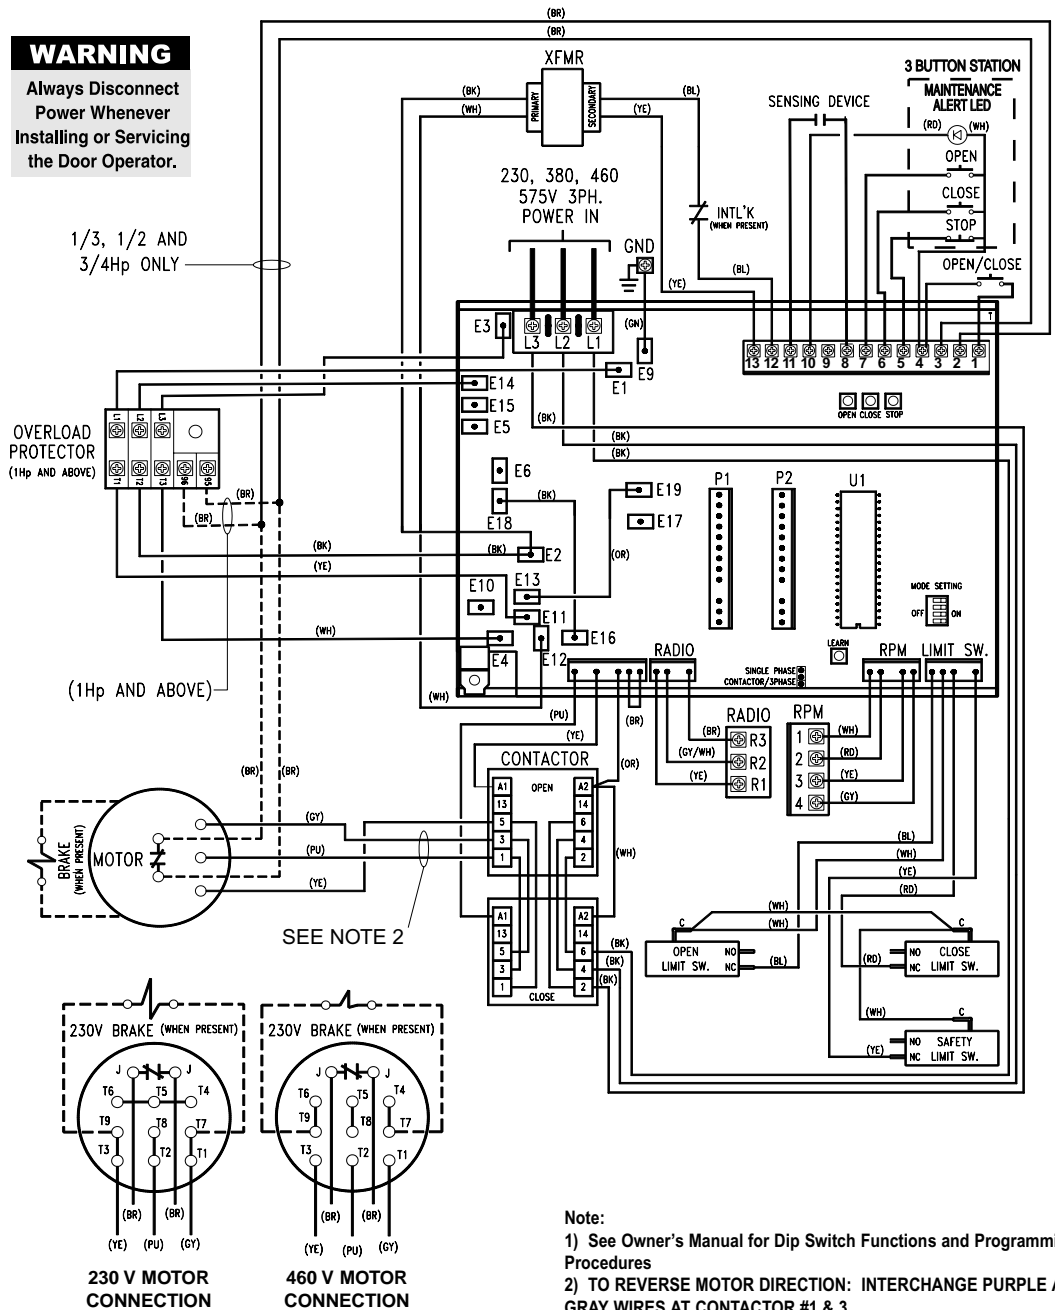 WARNING
Always Disconnect
Power Whenever
Installing or Servicing
the Door Operator.
(BR)
(BR)
XFMR
PRIMARY
SECONDARY
(BK)
(WH)
(BL)
(YE)
SENSING DEVICE
3 BUTTON STATION
MAINTENANCE
ALERT LED
(RD)
(WH)
OPEN
CLOSE
STOP
OPEN/CLOSE
230, 380, 460
575V 3PH.
POWER IN
INTL'K
(WHEN PRESENT)
GND
(BL)
(YE)
(GN)
1/3, 1/2 AND
3/4Hp ONLY
T
E3
L3
L2
L1
E9
E1
13 12 11 10 9 8 7 6 5 4 3 2 1
E14
E15
E5
OPEN CLOSE STOP
L1
L2
L3
OVERLOAD
PROTECTOR
(1Hp AND ABOVE)
T1
T2
T3
96
95
(BR)
(BR)
(BK)
(BK)
(BK)
E6
E18
(BK)
E19
E17
(OR)
P1
P2
U1
(BK)
(BK)
E2
(YE)
E10
E13
E11
MODE SETTING
OFF
ON
(WH)
E4
E12
E16
LEARN
RADIO
RPM
LIMIT SW.
SINGLE PHASE
CONTACTOR/3PHASE
(1Hp AND ABOVE)
(WH)
(PU)
(YE)
(BR)
(OR)
RADIO
(BR)
R3
(GY/WH)
R2
(YE)
R1
RPM
1
(WH)
2
(RD)
3
(YE)
4
(GY)
CONTACTOR
OPEN
A1
13
5
3
1
A2
14
6
4
2
(WH)
(BR)
(BR)
(GY)
(PU)
(YE)
MOTOR
BRAKE
(WHEN PRESENT)
SEE NOTE 2
A1
13
5
3
1
A2
14
6
4
2
CLOSE
(BK)
(BK)
(BK)
(BL)
(WH)
(YE)
(RD)
(WH)
(WH)
C
OPEN
LIMIT SW.
NO
NC
(BL)
C
(RD)
NO
NC
CLOSE
LIMIT SW.
(WH)
C
(YE)
NO
NC
SAFETY
LIMIT SW.
230V BRAKE (WHEN PRESENT)
J
J
T6
T5
T4
T9
T8
T7
T3
T2
T1
(BR)
(BR)
(YE)
(PU)
(GY)
230 V MOTOR
CONNECTION
230V BRAKE (WHEN PRESENT)
J
J
T6
T5
T4
T9
T8
T7
T3
T2
T1
(BR)
(BR)
(YE)
(PU)
(GY)
460 V MOTOR
CONNECTION
Note:
1) See Owner's Manual for Dip Switch Functions and Programmi
Procedures
2) TO REVERSE MOTOR DIRECTION: INTERCHANGE PURPLE A
GRAY WIRES AT CONTACTOR #1 & 3